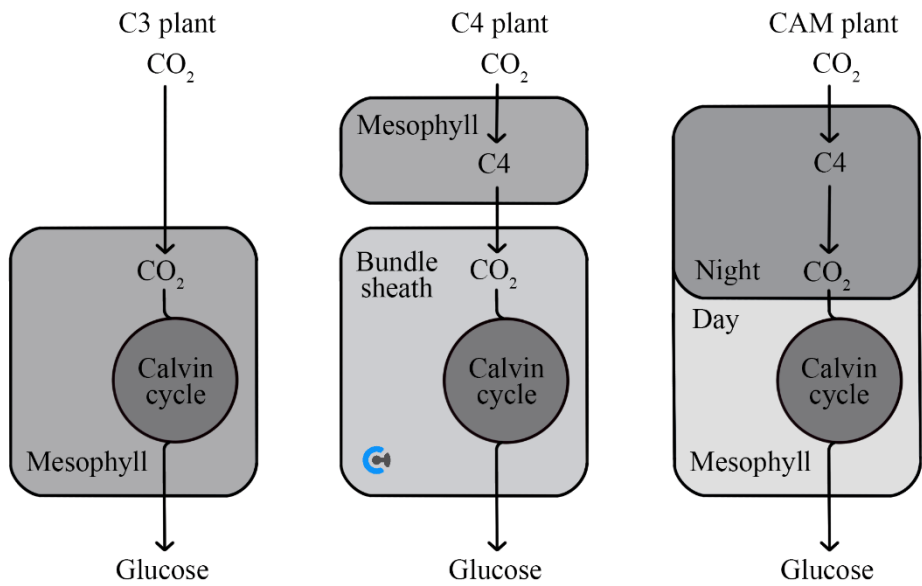 C3 plant
CO₂
CO₂
Calvin
cycle
Mesophyll
Glucose
C4 plant
CO₂
Mesophyll
C4
Bundle
sheath
CO₂
Calvin
cycle
Glucose
CAM plant
CO₂
C4
Night
CO₂
Day
Calvin
cycle
Mesophyll
Glucose